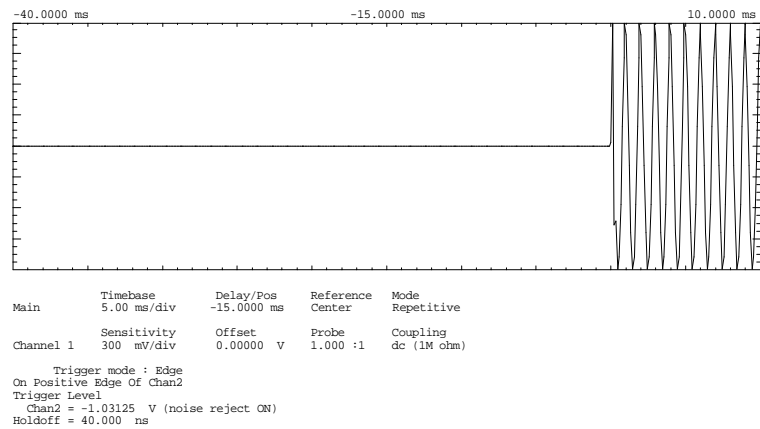 -40.0000 ms -15.0000 ms 10.0000 ms
Timebase Delay/Pos Reference Mode
Main 5.00 ms/div -15.0000 ms Center Repetitive
Sensitivity Offset Probe Coupling
Channel 1 300 mV/div 0.00000 V 1.000 :1 dc (1M ohm)
Trigger mode : Edge
On Positive Edge Of Chan2
Trigger Level
Chan2 = -1.03125 V (noise reject ON)
Holdoff = 40.000 ns